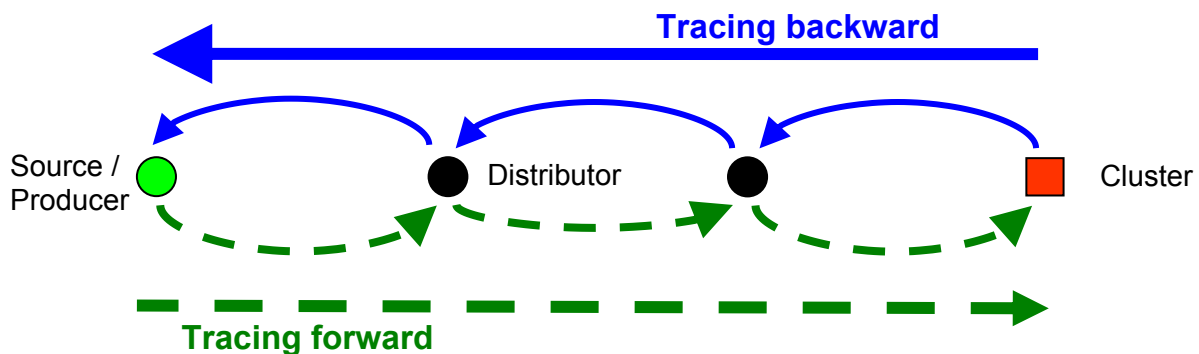 Tracing backward
Source /
Producer
Distributor
Cluster
Tracing forward